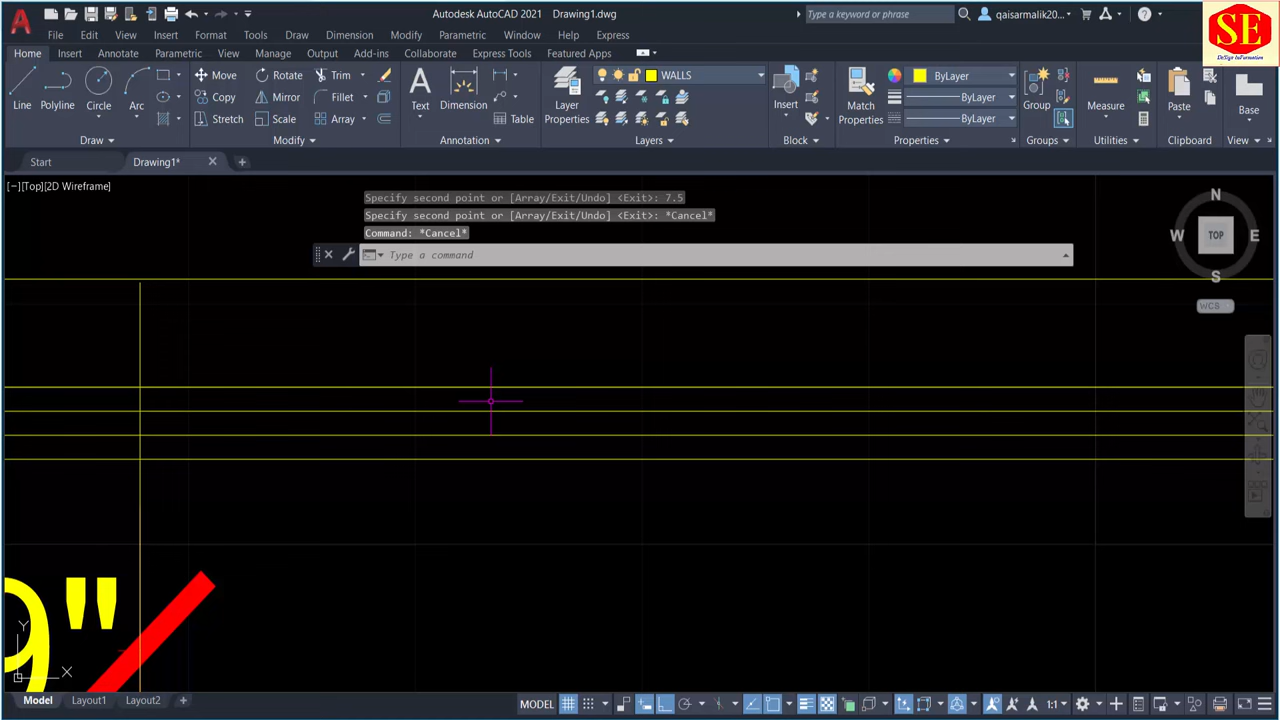 Autodesk AutoCAD 2021 Drawing1.dwg
Type a keyword or phrase
qaisarmalik20...
SE
DeSign InFormation
File Edit View Insert Format Tools Draw Dimension Modify Parametric Window Help Express
Home Insert Annotate Parametric View Manage Output Add-ins Collaborate Express Tools Featured Apps
Line Polyline Circle Arc
Move Rotate Trim
Copy Mirror Fillet
Stretch Scale Array
Text Dimension Table
Layer Properties
WALLS
Insert
Match Properties
ByLayer
ByLayer
ByLayer
Group
Measure
Paste
Base
Draw Modify Annotation Layers Block Properties Groups Utilities Clipboard View
Start Drawing1*
[−][Top][2D Wireframe]
Specify second point or [Array/Exit/Undo] <Exit>: 7.5
Specify second point or [Array/Exit/Undo] <Exit>: *Cancel*
Command: *Cancel*
Type a command
N
W TOP E
S
WCS
9"
Y
X
Model Layout1 Layout2
MODEL 1:1